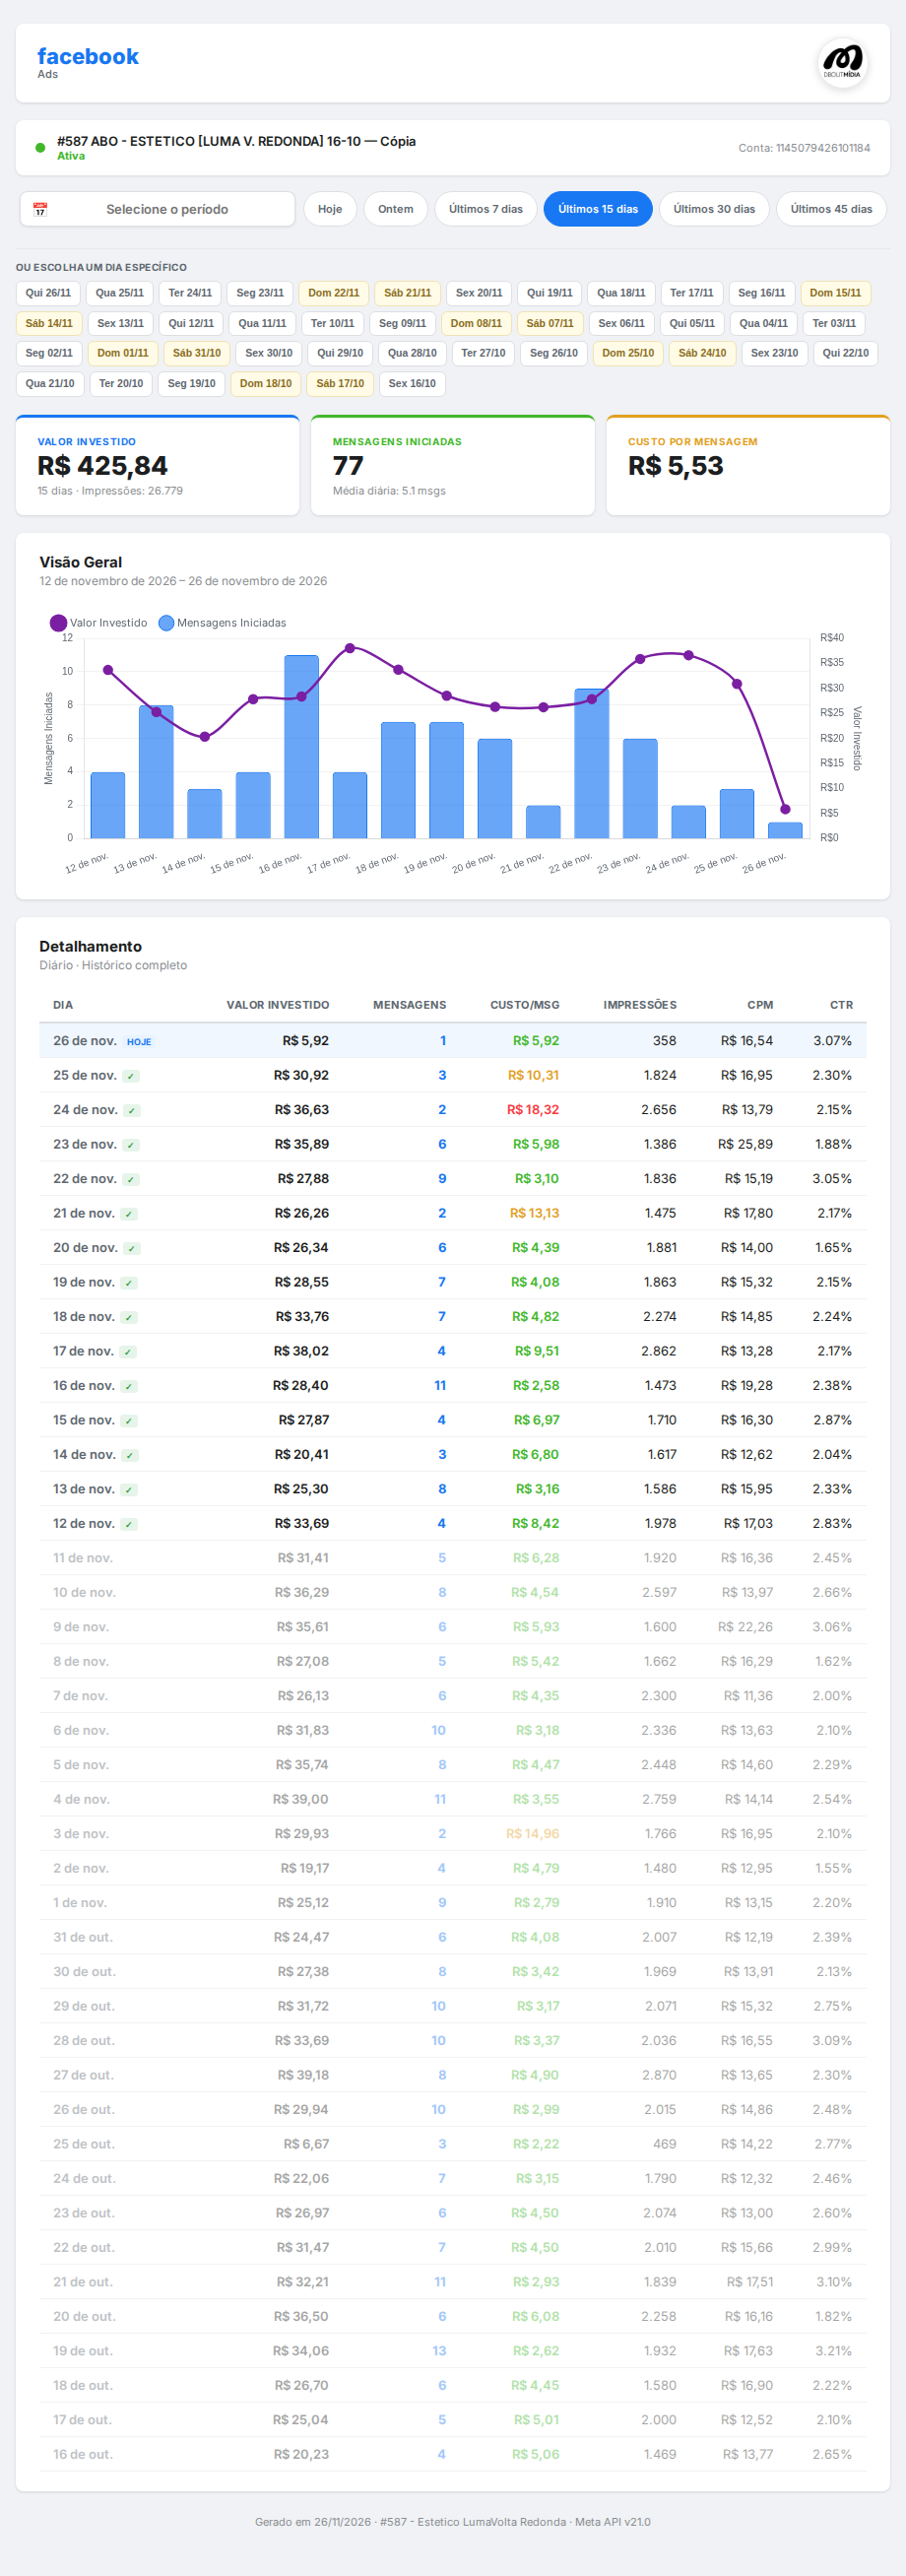 facebook
Ads
DBOUTMÍDIA
#587 ABO - ESTETICO [LUMA V. REDONDA] 16-10 — Cópia
Ativa
Conta: 1145079426101184
Selecione o período
Hoje
Ontem
Últimos 7 dias
Últimos 15 dias
Últimos 30 dias
Últimos 45 dias
OU ESCOLHA UM DIA ESPECÍFICO
Qui 26/11 Qua 25/11 Ter 24/11 Seg 23/11 Dom 22/11 Sáb 21/11 Sex 20/11 Qui 19/11 Qua 18/11 Ter 17/11 Seg 16/11 Dom 15/11
Sáb 14/11 Sex 13/11 Qui 12/11 Qua 11/11 Ter 10/11 Seg 09/11 Dom 08/11 Sáb 07/11 Sex 06/11 Qui 05/11 Qua 04/11 Ter 03/11
Seg 02/11 Dom 01/11 Sáb 31/10 Sex 30/10 Qui 29/10 Qua 28/10 Ter 27/10 Seg 26/10 Dom 25/10 Sáb 24/10 Sex 23/10 Qui 22/10
Qua 21/10 Ter 20/10 Seg 19/10 Dom 18/10 Sáb 17/10 Sex 16/10
VALOR INVESTIDO
R$ 425,84
15 dias · Impressões: 26.779
MENSAGENS INICIADAS
77
Média diária: 5.1 msgs
CUSTO POR MENSAGEM
R$ 5,53
Visão Geral
12 de novembro de 2026 – 26 de novembro de 2026
Valor Investido Mensagens Iniciadas
Mensagens Iniciadas
12
10
8
6
4
2
0
R$40
R$35
R$30
R$25
R$20
R$15
R$10
R$5
R$0
Valor Investido
12 de nov. 13 de nov. 14 de nov. 15 de nov. 16 de nov. 17 de nov. 18 de nov. 19 de nov. 20 de nov. 21 de nov. 22 de nov. 23 de nov. 24 de nov. 25 de nov. 26 de nov.
Detalhamento
Diário · Histórico completo
DIA VALOR INVESTIDO MENSAGENS CUSTO/MSG IMPRESSÕES CPM CTR
26 de nov. HOJE R$ 5,92 1 R$ 5,92 358 R$ 16,54 3.07%
25 de nov. ✓ R$ 30,92 3 R$ 10,31 1.824 R$ 16,95 2.30%
24 de nov. ✓ R$ 36,63 2 R$ 18,32 2.656 R$ 13,79 2.15%
23 de nov. ✓ R$ 35,89 6 R$ 5,98 1.386 R$ 25,89 1.88%
22 de nov. ✓ R$ 27,88 9 R$ 3,10 1.836 R$ 15,19 3.05%
21 de nov. ✓ R$ 26,26 2 R$ 13,13 1.475 R$ 17,80 2.17%
20 de nov. ✓ R$ 26,34 6 R$ 4,39 1.881 R$ 14,00 1.65%
19 de nov. ✓ R$ 28,55 7 R$ 4,08 1.863 R$ 15,32 2.15%
18 de nov. ✓ R$ 33,76 7 R$ 4,82 2.274 R$ 14,85 2.24%
17 de nov. ✓ R$ 38,02 4 R$ 9,51 2.862 R$ 13,28 2.17%
16 de nov. ✓ R$ 28,40 11 R$ 2,58 1.473 R$ 19,28 2.38%
15 de nov. ✓ R$ 27,87 4 R$ 6,97 1.710 R$ 16,30 2.87%
14 de nov. ✓ R$ 20,41 3 R$ 6,80 1.617 R$ 12,62 2.04%
13 de nov. ✓ R$ 25,30 8 R$ 3,16 1.586 R$ 15,95 2.33%
12 de nov. ✓ R$ 33,69 4 R$ 8,42 1.978 R$ 17,03 2.83%
11 de nov. R$ 31,41 5 R$ 6,28 1.920 R$ 16,36 2.45%
10 de nov. R$ 36,29 8 R$ 4,54 2.597 R$ 13,97 2.66%
9 de nov. R$ 35,61 6 R$ 5,93 1.600 R$ 22,26 3.06%
8 de nov. R$ 27,08 5 R$ 5,42 1.662 R$ 16,29 1.62%
7 de nov. R$ 26,13 6 R$ 4,35 2.300 R$ 11,36 2.00%
6 de nov. R$ 31,83 10 R$ 3,18 2.336 R$ 13,63 2.10%
5 de nov. R$ 35,74 8 R$ 4,47 2.448 R$ 14,60 2.29%
4 de nov. R$ 39,00 11 R$ 3,55 2.759 R$ 14,14 2.54%
3 de nov. R$ 29,93 2 R$ 14,96 1.766 R$ 16,95 2.10%
2 de nov. R$ 19,17 4 R$ 4,79 1.480 R$ 12,95 1.55%
1 de nov. R$ 25,12 9 R$ 2,79 1.910 R$ 13,15 2.20%
31 de out. R$ 24,47 6 R$ 4,08 2.007 R$ 12,19 2.39%
30 de out. R$ 27,38 8 R$ 3,42 1.969 R$ 13,91 2.13%
29 de out. R$ 31,72 10 R$ 3,17 2.071 R$ 15,32 2.75%
28 de out. R$ 33,69 10 R$ 3,37 2.036 R$ 16,55 3.09%
27 de out. R$ 39,18 8 R$ 4,90 2.870 R$ 13,65 2.30%
26 de out. R$ 29,94 10 R$ 2,99 2.015 R$ 14,86 2.48%
25 de out. R$ 6,67 3 R$ 2,22 469 R$ 14,22 2.77%
24 de out. R$ 22,06 7 R$ 3,15 1.790 R$ 12,32 2.46%
23 de out. R$ 26,97 6 R$ 4,50 2.074 R$ 13,00 2.60%
22 de out. R$ 31,47 7 R$ 4,50 2.010 R$ 15,66 2.99%
21 de out. R$ 32,21 11 R$ 2,93 1.839 R$ 17,51 3.10%
20 de out. R$ 36,50 6 R$ 6,08 2.258 R$ 16,16 1.82%
19 de out. R$ 34,06 13 R$ 2,62 1.932 R$ 17,63 3.21%
18 de out. R$ 26,70 6 R$ 4,45 1.580 R$ 16,90 2.22%
17 de out. R$ 25,04 5 R$ 5,01 2.000 R$ 12,52 2.10%
16 de out. R$ 20,23 4 R$ 5,06 1.469 R$ 13,77 2.65%
Gerado em 26/11/2026 · #587 - Estetico LumaVolta Redonda · Meta API v21.0